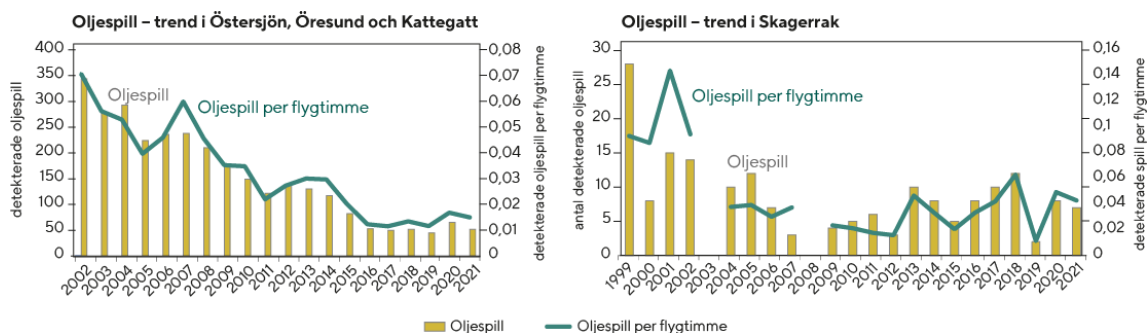 Oljespill – trend i Östersjön, Öresund och Kattegatt
detekterade oljespill
400
350
300
250
200
150
100
50
00
Oljespill
Oljespill per flygtimme
0,08
0,07
0,06
0,05
0,04
0,03
0,02
0,01
0
detekterade oljespill per flygtimme
2002 2003 2004 2005 2006 2007 2008 2009 2010 2011 2012 2013 2014 2015 2016 2017 2018 2019 2020 2021
Oljespill – trend i Skagerrak
antal detekterade oljespill
30
25
20
15
10
5
0
Oljespill per flygtimme
Oljespill
0,16
0,14
0,12
0,1
0,08
0,06
0,04
0,02
0
detekterade spill per flygtimme
1999 2000 2001 2002 2003 2004 2005 2006 2007 2008 2009 2010 2011 2012 2013 2014 2015 2016 2017 2018 2019 2020 2021
Oljespill Oljespill per flygtimme